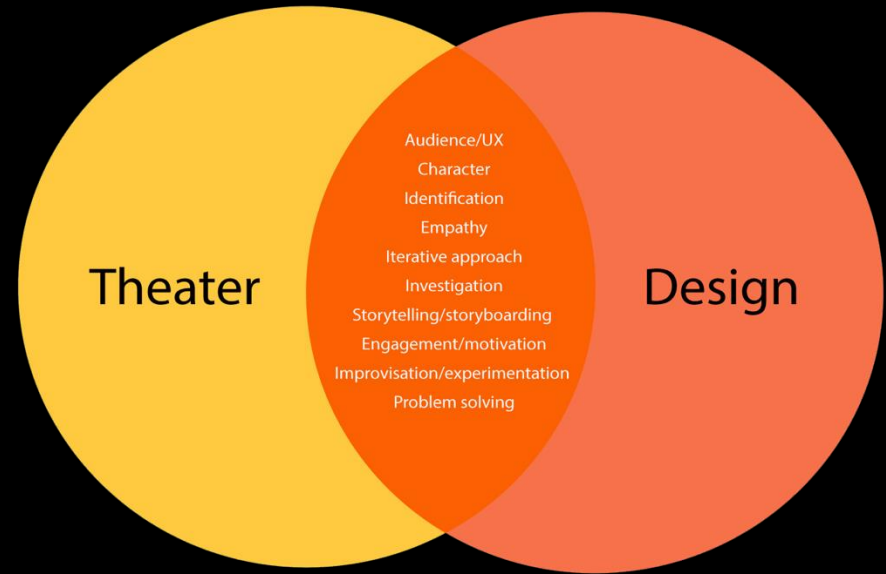 Theater
Audience/UX
Character
Identification
Empathy
Iterative approach
Investigation
Storytelling/storyboarding
Engagement/motivation
Improvisation/experimentation
Problem solving
Design